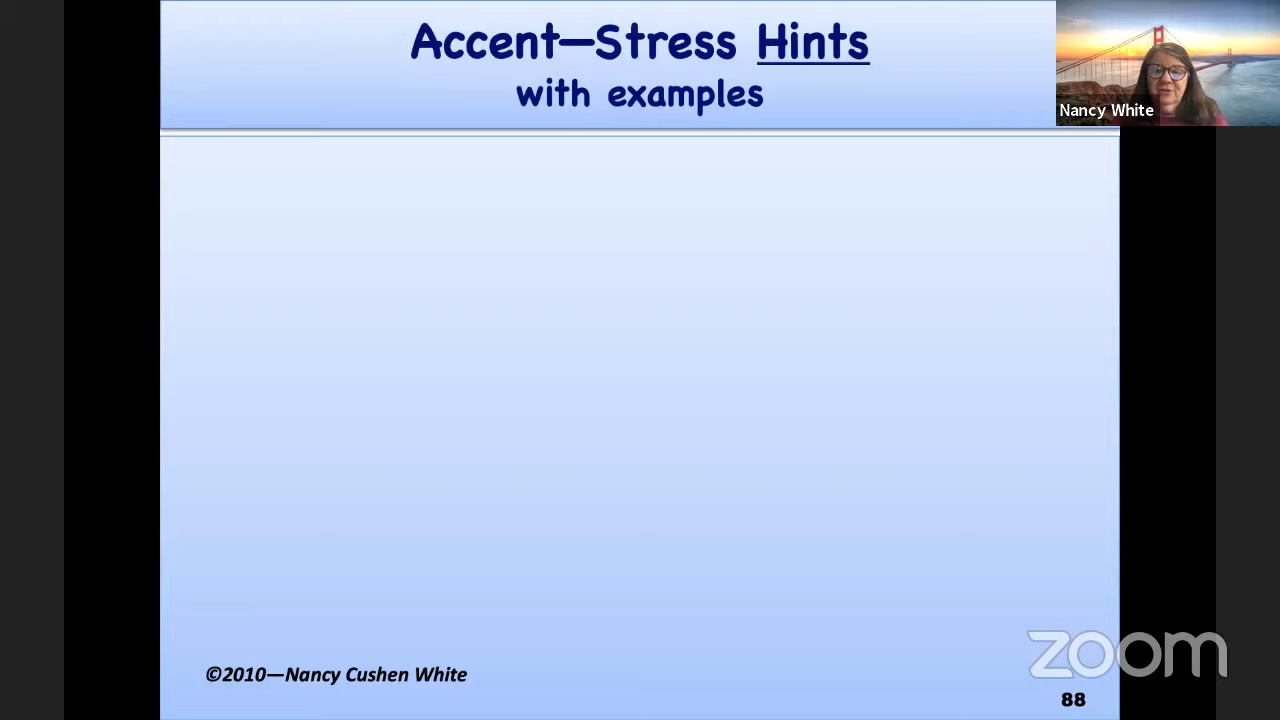 Accent—Stress Hints
with examples
Nancy White
©2010—Nancy Cushen White
zoom
88